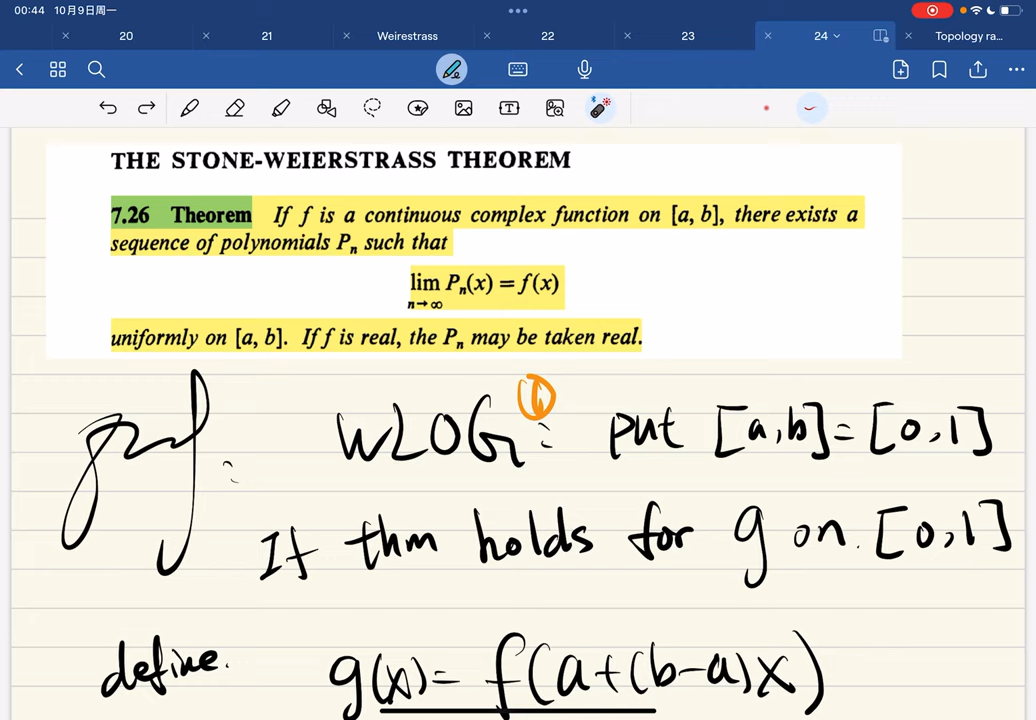 00:44 10月9日周一
20 21 Weirestrass 22 23 24 Topology ra...
THE STONE-WEIERSTRASS THEOREM
7.26 Theorem If f is a continuous complex function on [a, b], there exists a
sequence of polynomials Pₙ such that
lim Pₙ(x) = f(x)
n→∞
uniformly on [a, b]. If f is real, the Pₙ may be taken real.
prf: WLOG ①: put [a,b]=[0,1]
If thm holds for g on [0,1]
define. g(x)= f(a+(b-a)x)